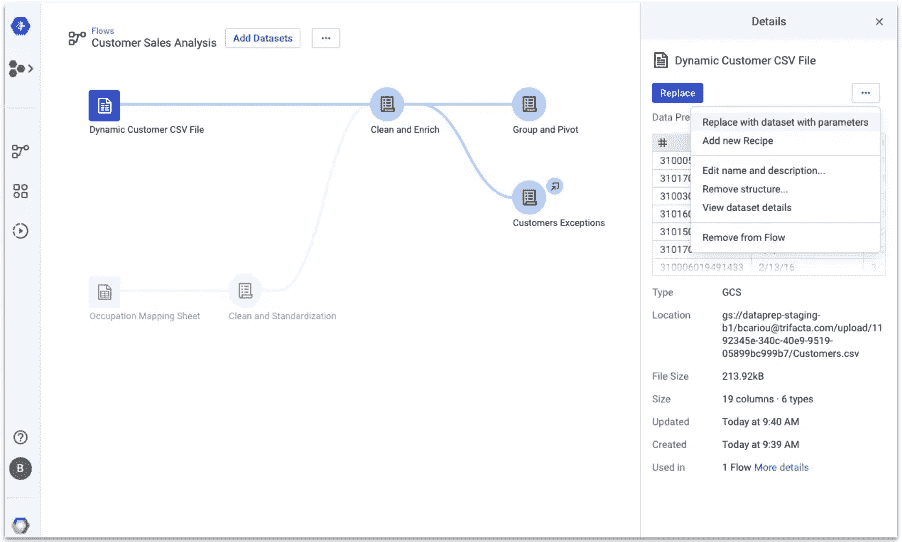 Flows
Customer Sales Analysis
Add Datasets
...
Dynamic Customer CSV File
Clean and Enrich
Group and Pivot
Customers Exceptions
Occupation Mapping Sheet
Clean and Standardization
B
Details
Dynamic Customer CSV File
Replace
...
Data Pre
Replace with dataset with parameters
Add new Recipe
Edit name and description...
Remove structure...
View dataset details
Remove from Flow
#
310005
310170
310030
310160
310150
310170
310006019491433 2/13/16 3
Type GCS
Location gs://dataprep-staging-
b1/bcariou@trifacta.com/upload/11
92345e-340c-40e9-9519-
05899bc999b7/Customers.csv
File Size 213.92kB
Size 19 columns · 6 types
Updated Today at 9:40 AM
Created Today at 9:39 AM
Used in 1 Flow More details